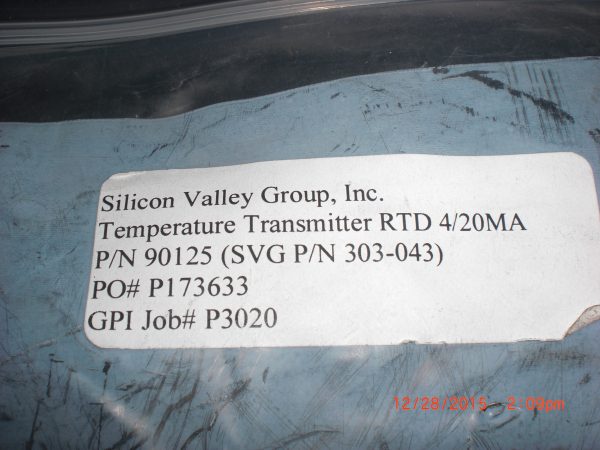 Silicon Valley Group, Inc.
Temperature Transmitter RTD 4/20MA
P/N 90125 (SVG P/N 303-043)
PO# P173633
GPI Job# P3020
12/28/2015 2:09pm